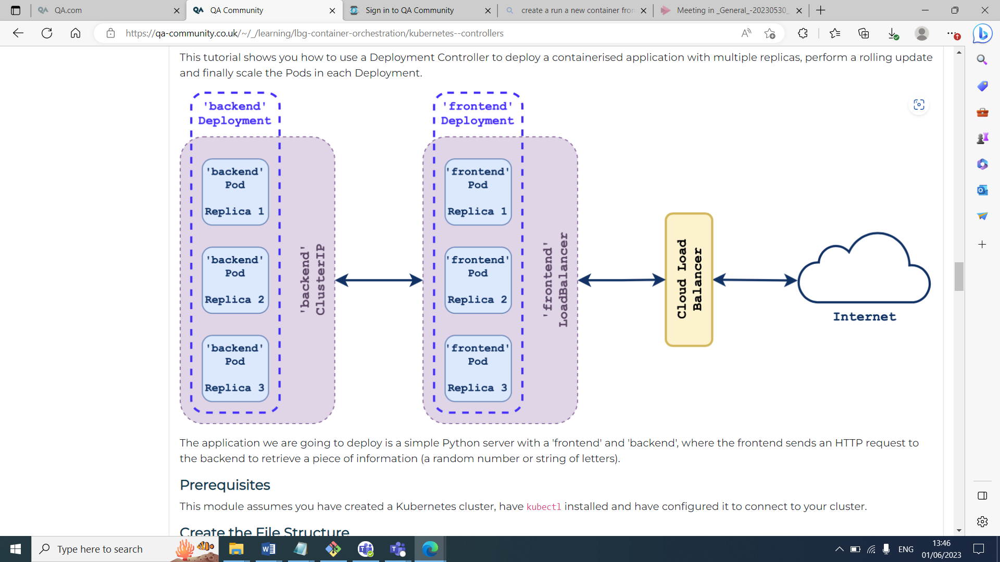 QA.com
QA Community
Sign in to QA Community
create a run a new container fron
Meeting in _General_-20230530_
https://qa-community.co.uk/~/_/learning/lbg-container-orchestration/kubernetes--controllers
This tutorial shows you how to use a Deployment Controller to deploy a containerised application with multiple replicas, perform a rolling update
and finally scale the Pods in each Deployment.
'backend'
Deployment
'backend'
Pod
Replica 1
'backend'
Pod
Replica 2
'backend'
Pod
Replica 3
'backend'
ClusterIP
'frontend'
Deployment
'frontend'
Pod
Replica 1
'frontend'
Pod
Replica 2
'frontend'
Pod
Replica 3
'frontend'
LoadBalancer
Cloud Load
Balancer
Internet
The application we are going to deploy is a simple Python server with a 'frontend' and 'backend', where the frontend sends an HTTP request to
the backend to retrieve a piece of information (a random number or string of letters).
Prerequisites
This module assumes you have created a Kubernetes cluster, have kubectl installed and have configured it to connect to your cluster.
Create the File Structure
Type here to search
ENG
13:46
01/06/2023